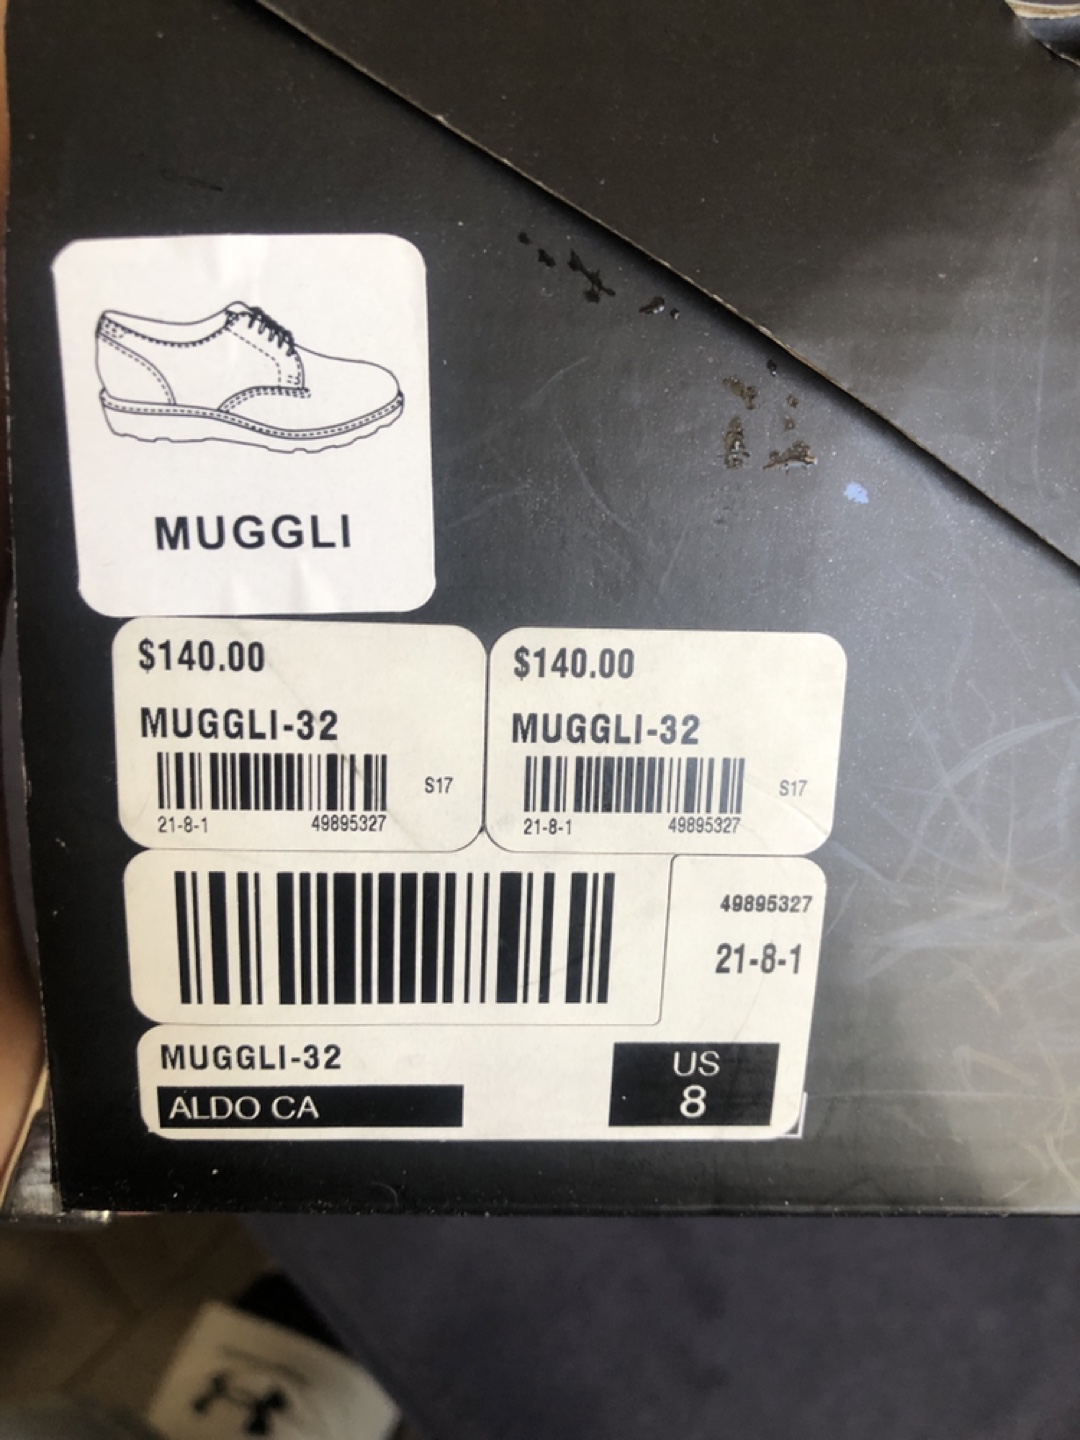 MUGGLI
$140.00
MUGGLI-32
S17
21-8-1 49895327
$140.00
MUGGLI-32
S17
21-8-1 49895327
49895327
21-8-1
MUGGLI-32
ALDO CA
US
8